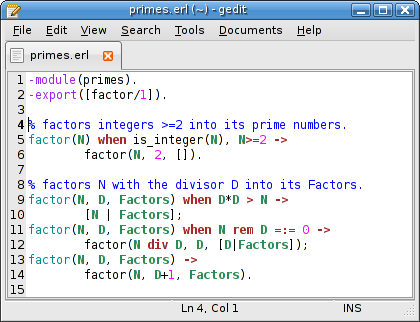 primes.erl (~) - gedit
File Edit View Search Tools Documents Help
primes.erl
1 -module(primes).
2 -export([factor/1]).
3
4 % factors integers >=2 into its prime numbers.
5 factor(N) when is_integer(N), N>=2 ->
6 factor(N, 2, []).
7
8 % factors N with the divisor D into its Factors.
9 factor(N, D, Factors) when D*D > N ->
10 [N | Factors];
11 factor(N, D, Factors) when N rem D =:= 0 ->
12 factor(N div D, D, [D|Factors]);
13 factor(N, D, Factors) ->
14 factor(N, D+1, Factors).
15
Ln 4, Col 1 INS